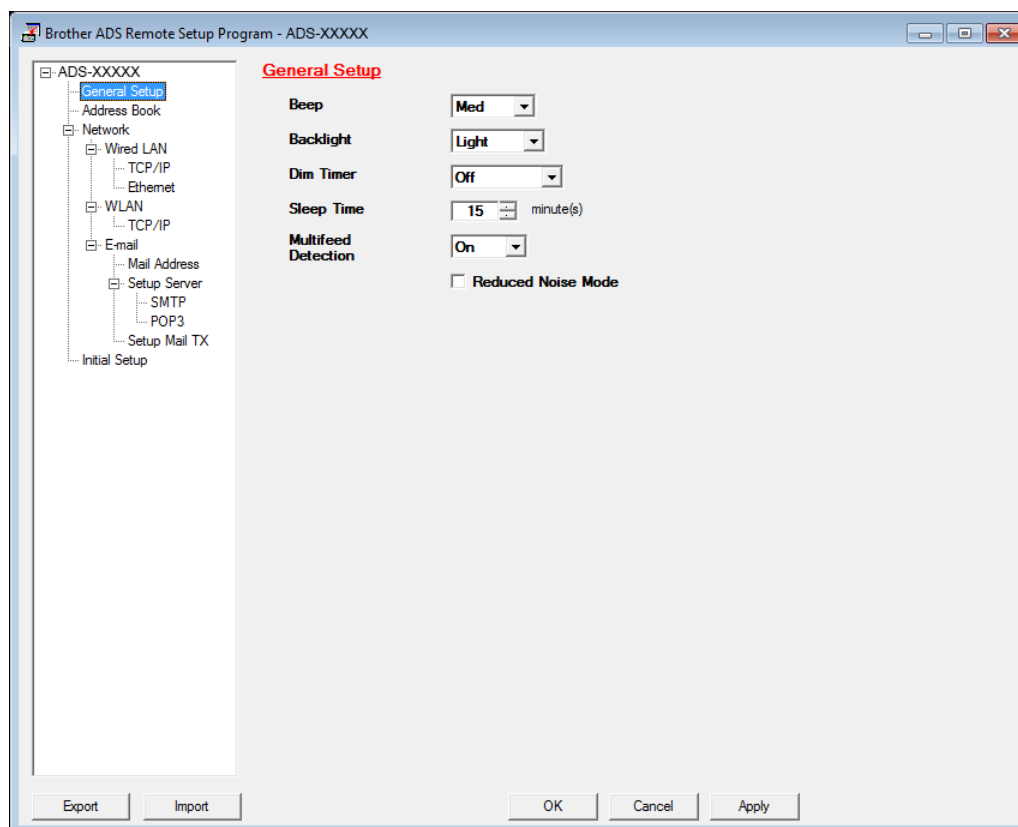 Brother ADS Remote Setup Program - ADS-XXXXX
ADS-XXXXX
General Setup
Address Book
Network
Wired LAN
TCP/IP
Ethernet
WLAN
TCP/IP
E-mail
Mail Address
Setup Server
SMTP
POP3
Setup Mail TX
Initial Setup
General Setup
Beep Med
Backlight Light
Dim Timer Off
Sleep Time 15 minute(s)
Multifeed
Detection On
Reduced Noise Mode
Export Import OK Cancel Apply